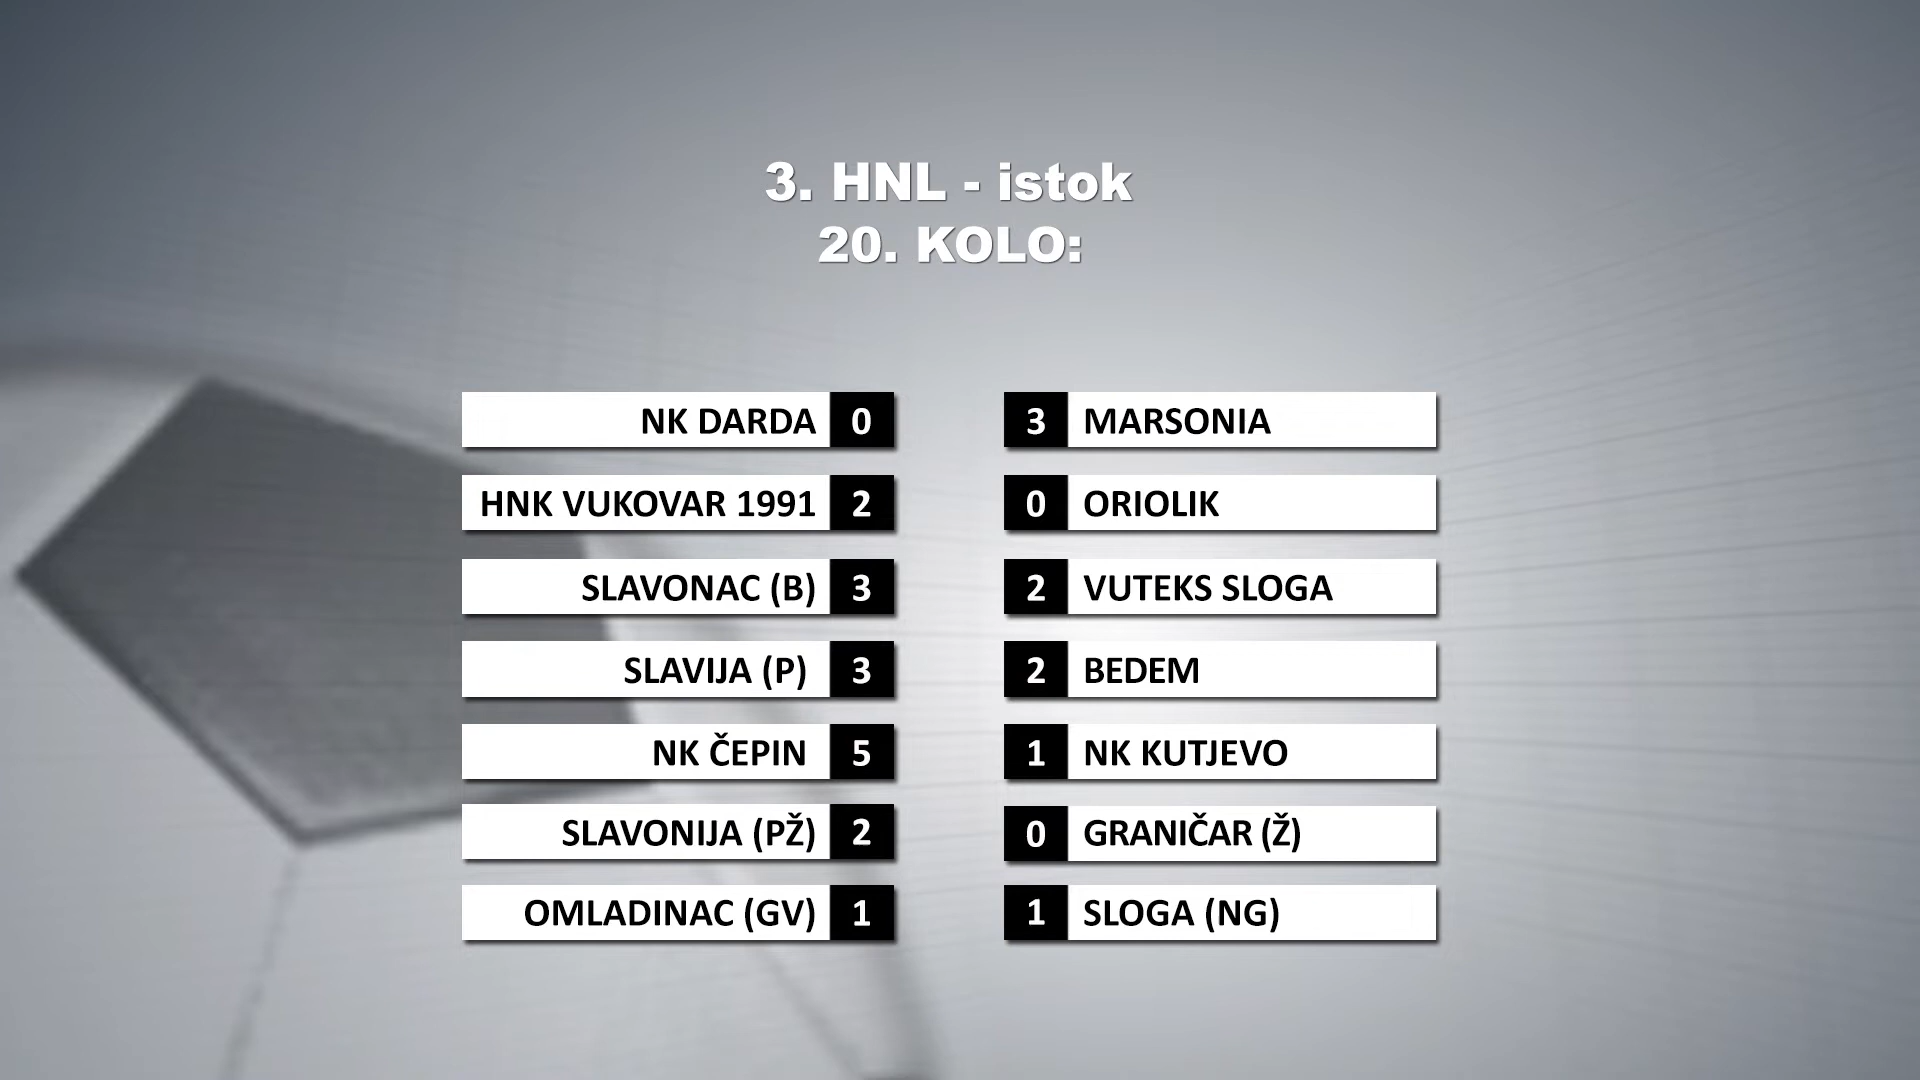 3. HNL - istok
20. KOLO:
NK DARDA 0 3 MARSONIA
HNK VUKOVAR 1991 2 0 ORIOLIK
SLAVONAC (B) 3 2 VUTEKS SLOGA
SLAVIJA (P) 3 2 BEDEM
NK ČEPIN 5 1 NK KUTJEVO
SLAVONIJA (PŽ) 2 0 GRANIČAR (Ž)
OMLADINAC (GV) 1 1 SLOGA (NG)